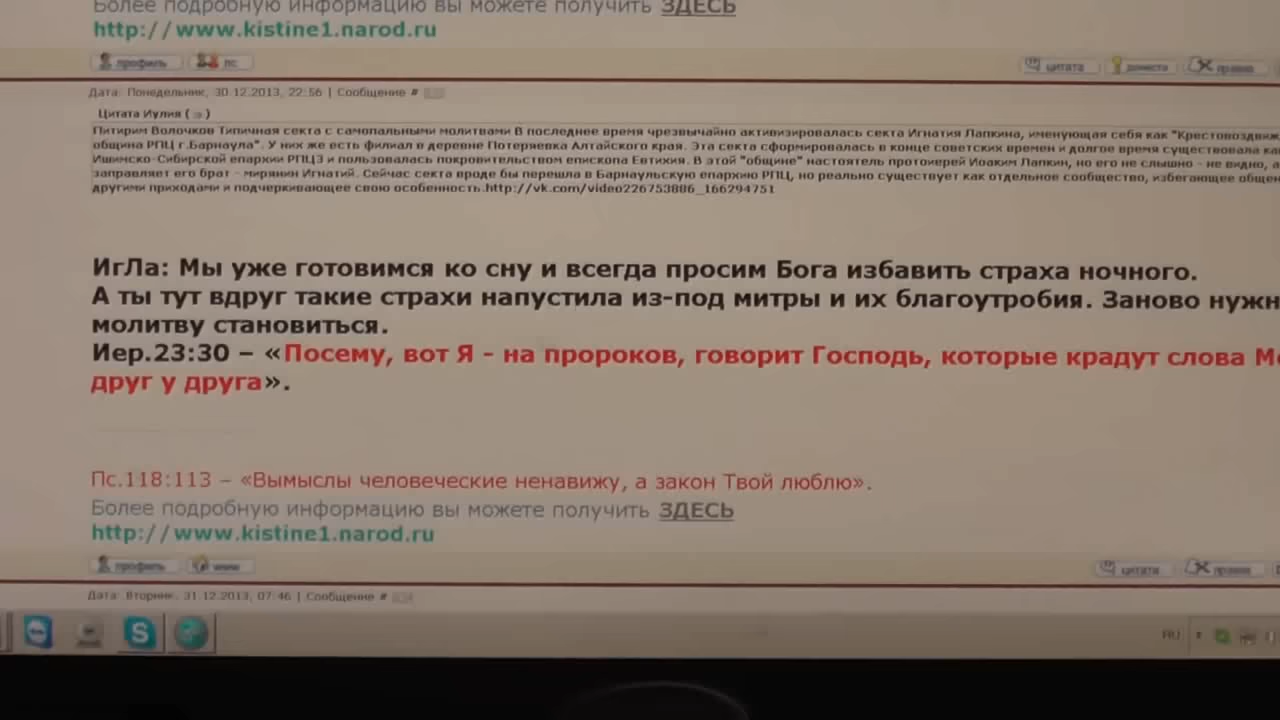 Более подробную информацию вы можете получить ЗДЕСЬ
http://www.kistine1.narod.ru
профиль пс цитата правка
Дата: Понедельник, 30.12.2013, 22:56 | Сообщение #
Цитата Иулия ( )
Питирим Волочков Типичная секта с самопальными молитвами В последнее время чрезвычайно активизировалась секта Игнатия Лапкина, именующая себя как "Крестовоздвиж
община РПЦ г.Барнаула". У них же есть филиал в деревне Потеряевка Алтайского края. Эта секта сформировалась в конце советских времен и долгое время существовала как
Ишимско-Сибирской епархии РПЦЗ и пользовалась покровительством епископа Евтихия. В этой "общине" настоятель протоиерей Иоаким Лапкин, но его не слышно - не видно, а
заправляет его брат - мирянин Игнатий. Сейчас секта вроде бы перешла в Барнаульскую епархию РПЦ, но реально существует как отдельное сообщество, избегающее общен
другими приходами и подчеркивающее свою особенность.http://vk.com/video226753886_166294751
ИгЛа: Мы уже готовимся ко сну и всегда просим Бога избавить страха ночного.
А ты тут вдруг такие страхи напустила из-под митры и их благоутробия. Заново нужн
молитву становиться.
Иер.23:30 – «Посему, вот Я - на пророков, говорит Господь, которые крадут слова Мо
друг у друга».
Пс.118:113 – «Вымыслы человеческие ненавижу, а закон Твой люблю».
Более подробную информацию вы можете получить ЗДЕСЬ
http://www.kistine1.narod.ru
профиль www цитата правка
Дата: Вторник, 31.12.2013, 07:46 | Сообщение #
RU